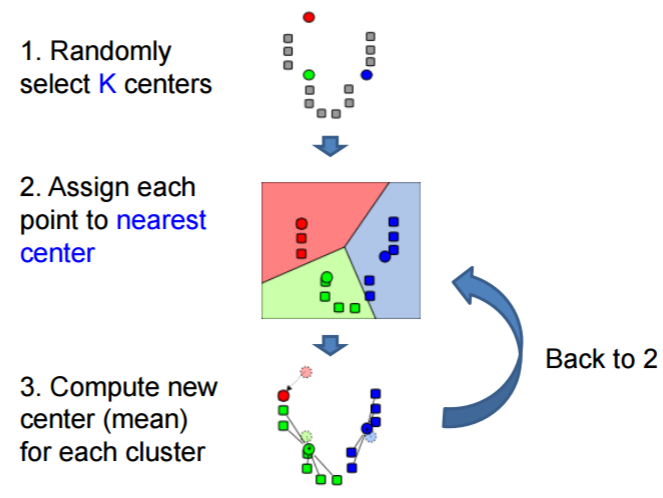 1. Randomly
select K centers
2. Assign each
point to nearest
center
Back to 2
3. Compute new
center (mean)
for each cluster